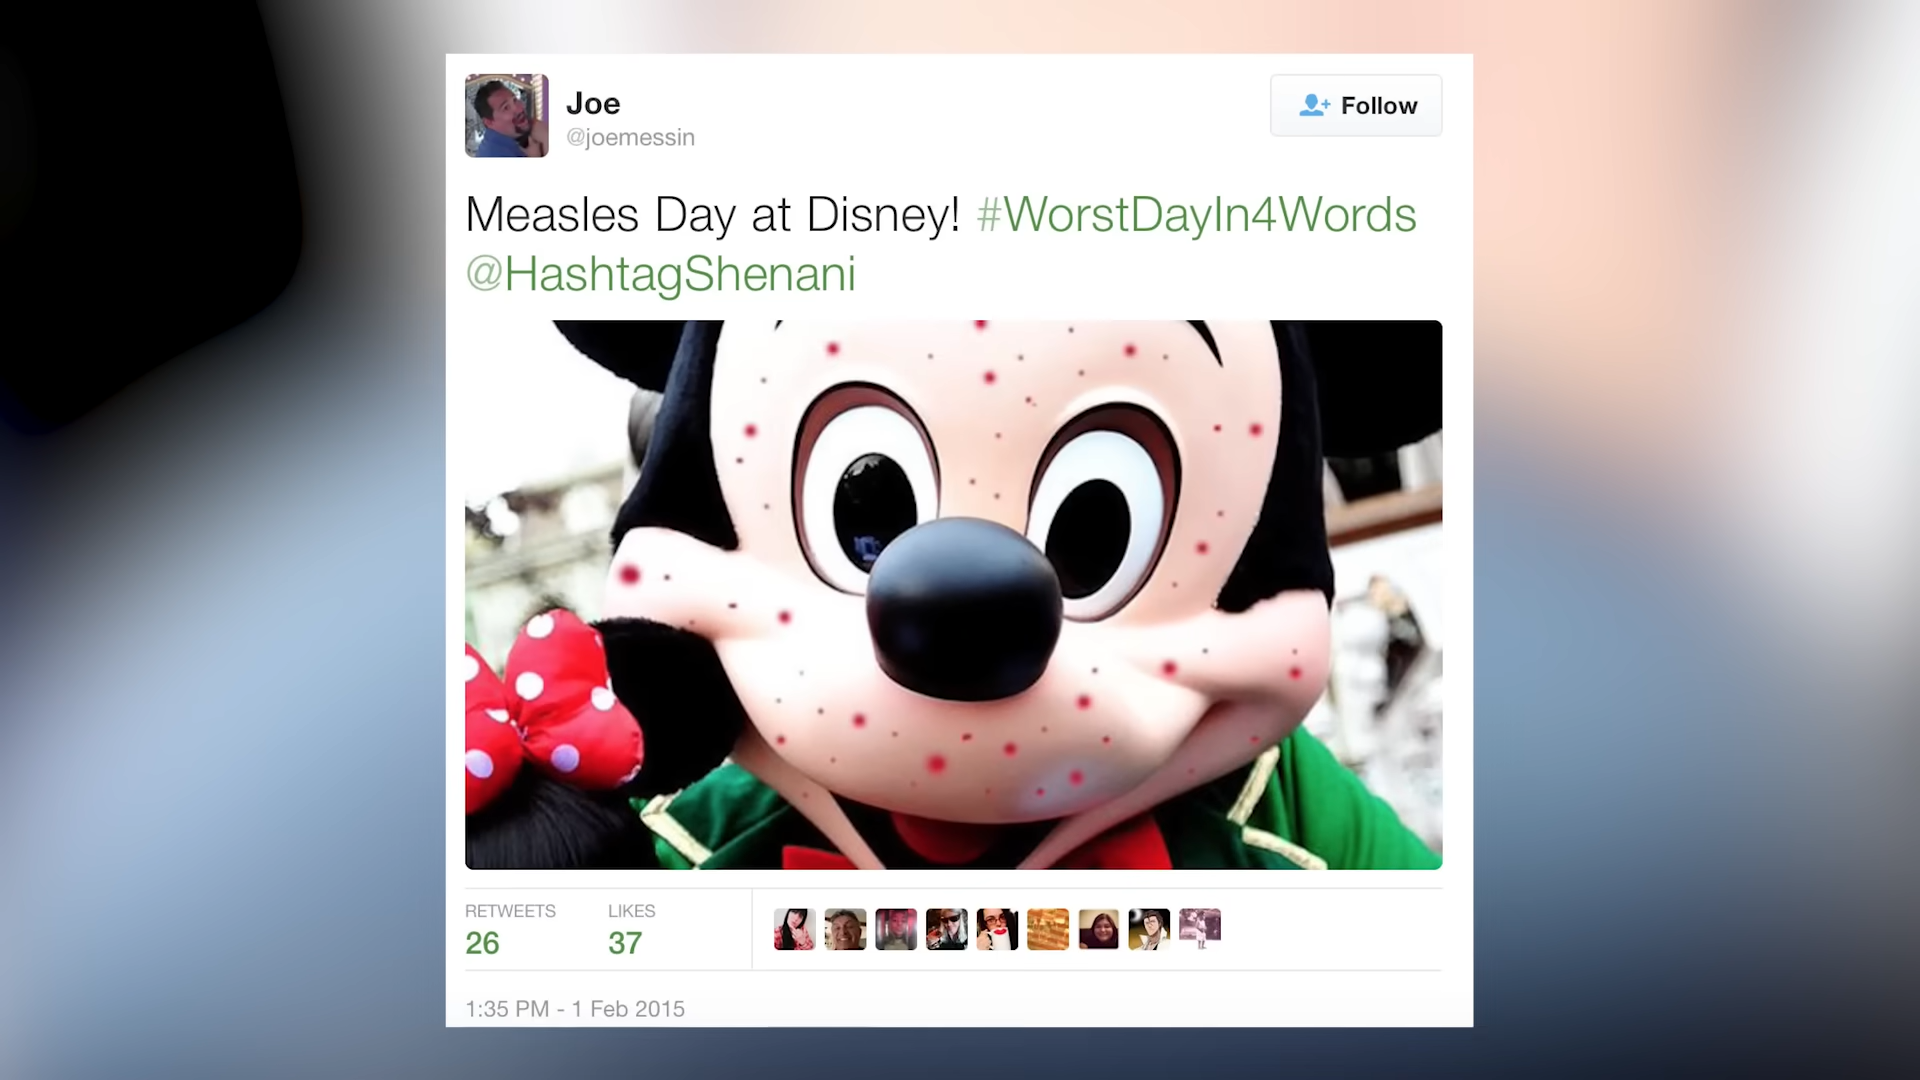 Joe
@joemessin
Follow
Measles Day at Disney! #WorstDayIn4Words
@HashtagShenani
RETWEETS
26
LIKES
37
1:35 PM - 1 Feb 2015